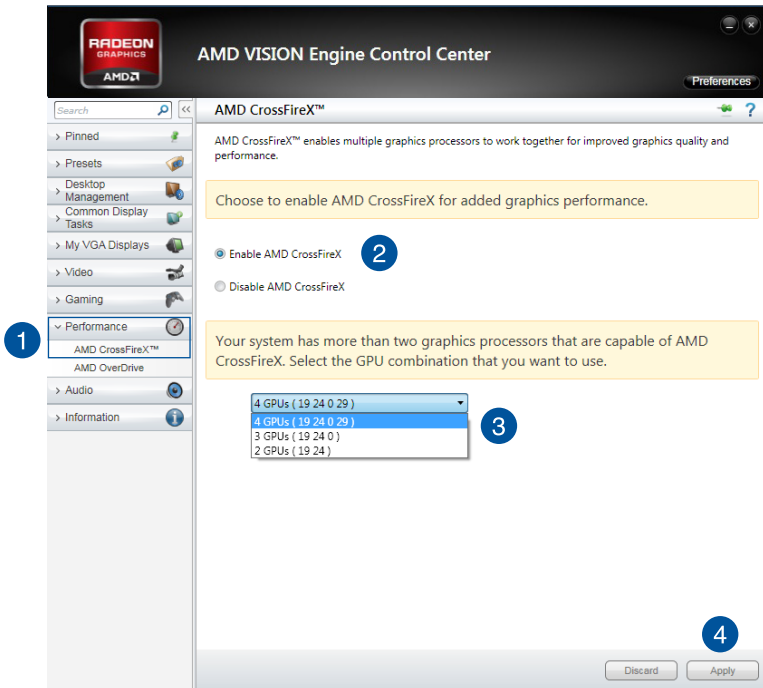 RADEON
GRAPHICS
AMD
AMD VISION Engine Control Center
Preferences
Search
<<
AMD CrossFireX™
?
Pinned
Presets
Desktop
Management
Common Display
Tasks
My VGA Displays
Video
Gaming
1
Performance
AMD CrossFireX™
AMD OverDrive
Audio
Information
AMD CrossFireX™ enables multiple graphics processors to work together for improved graphics quality and
performance.
Choose to enable AMD CrossFireX for added graphics performance.
Enable AMD CrossFireX
2
Disable AMD CrossFireX
Your system has more than two graphics processors that are capable of AMD
CrossFireX. Select the GPU combination that you want to use.
4 GPUs ( 19 24 0 29 )
4 GPUs ( 19 24 0 29 )
3 GPUs ( 19 24 0 )
2 GPUs ( 19 24 )
3
4
Discard
Apply